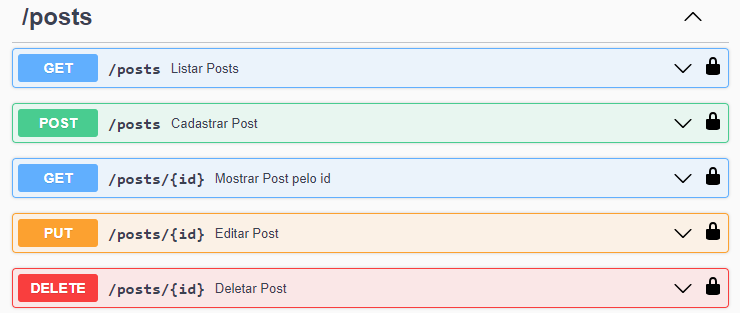 /posts
GET /posts Listar Posts
POST /posts Cadastrar Post
GET /posts/{id} Mostrar Post pelo id
PUT /posts/{id} Editar Post
DELETE /posts/{id} Deletar Post